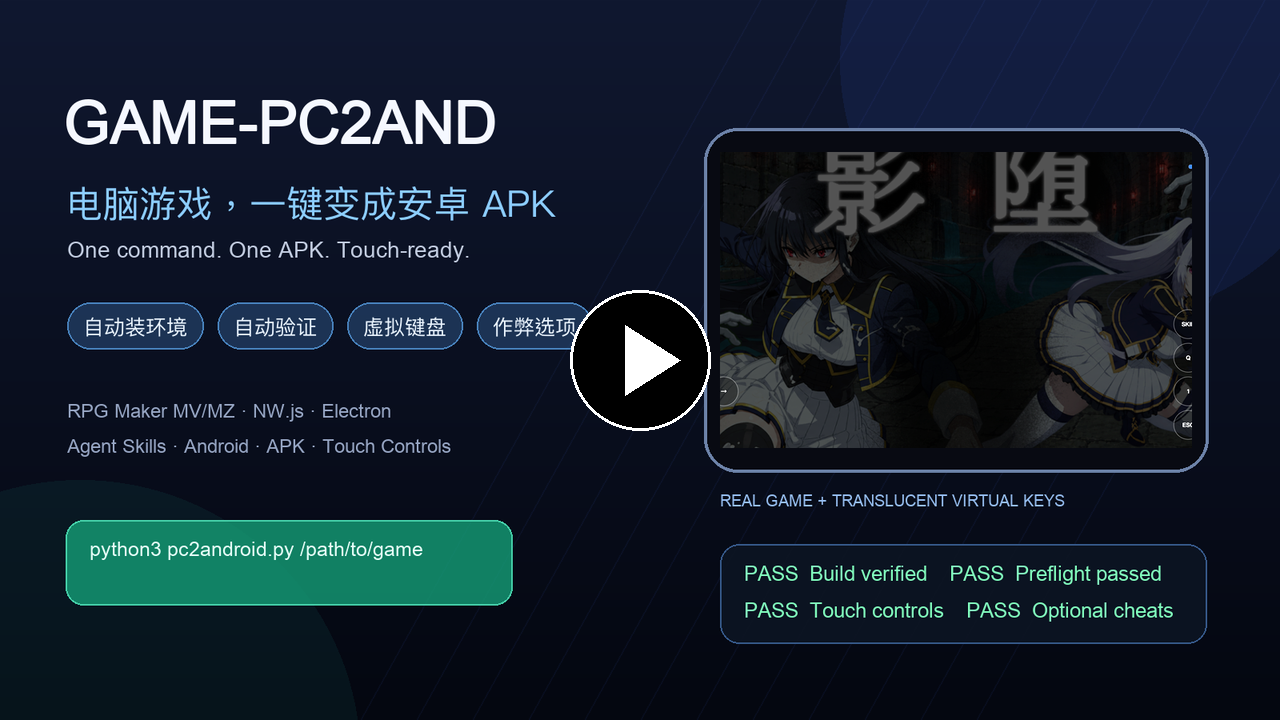 GAME-PC2AND
电脑游戏，一键变成安卓 APK
One command. One APK. Touch-ready.
自动装环境 自动验证 虚拟键盘 作弊选项
RPG Maker MV/MZ · NW.js · Electron
Agent Skills · Android · APK · Touch Controls
python3 pc2android.py /path/to/game
影 堕
Q
ESC
REAL GAME + TRANSLUCENT VIRTUAL KEYS
PASS Build verified PASS Preflight passed
PASS Touch controls PASS Optional cheats